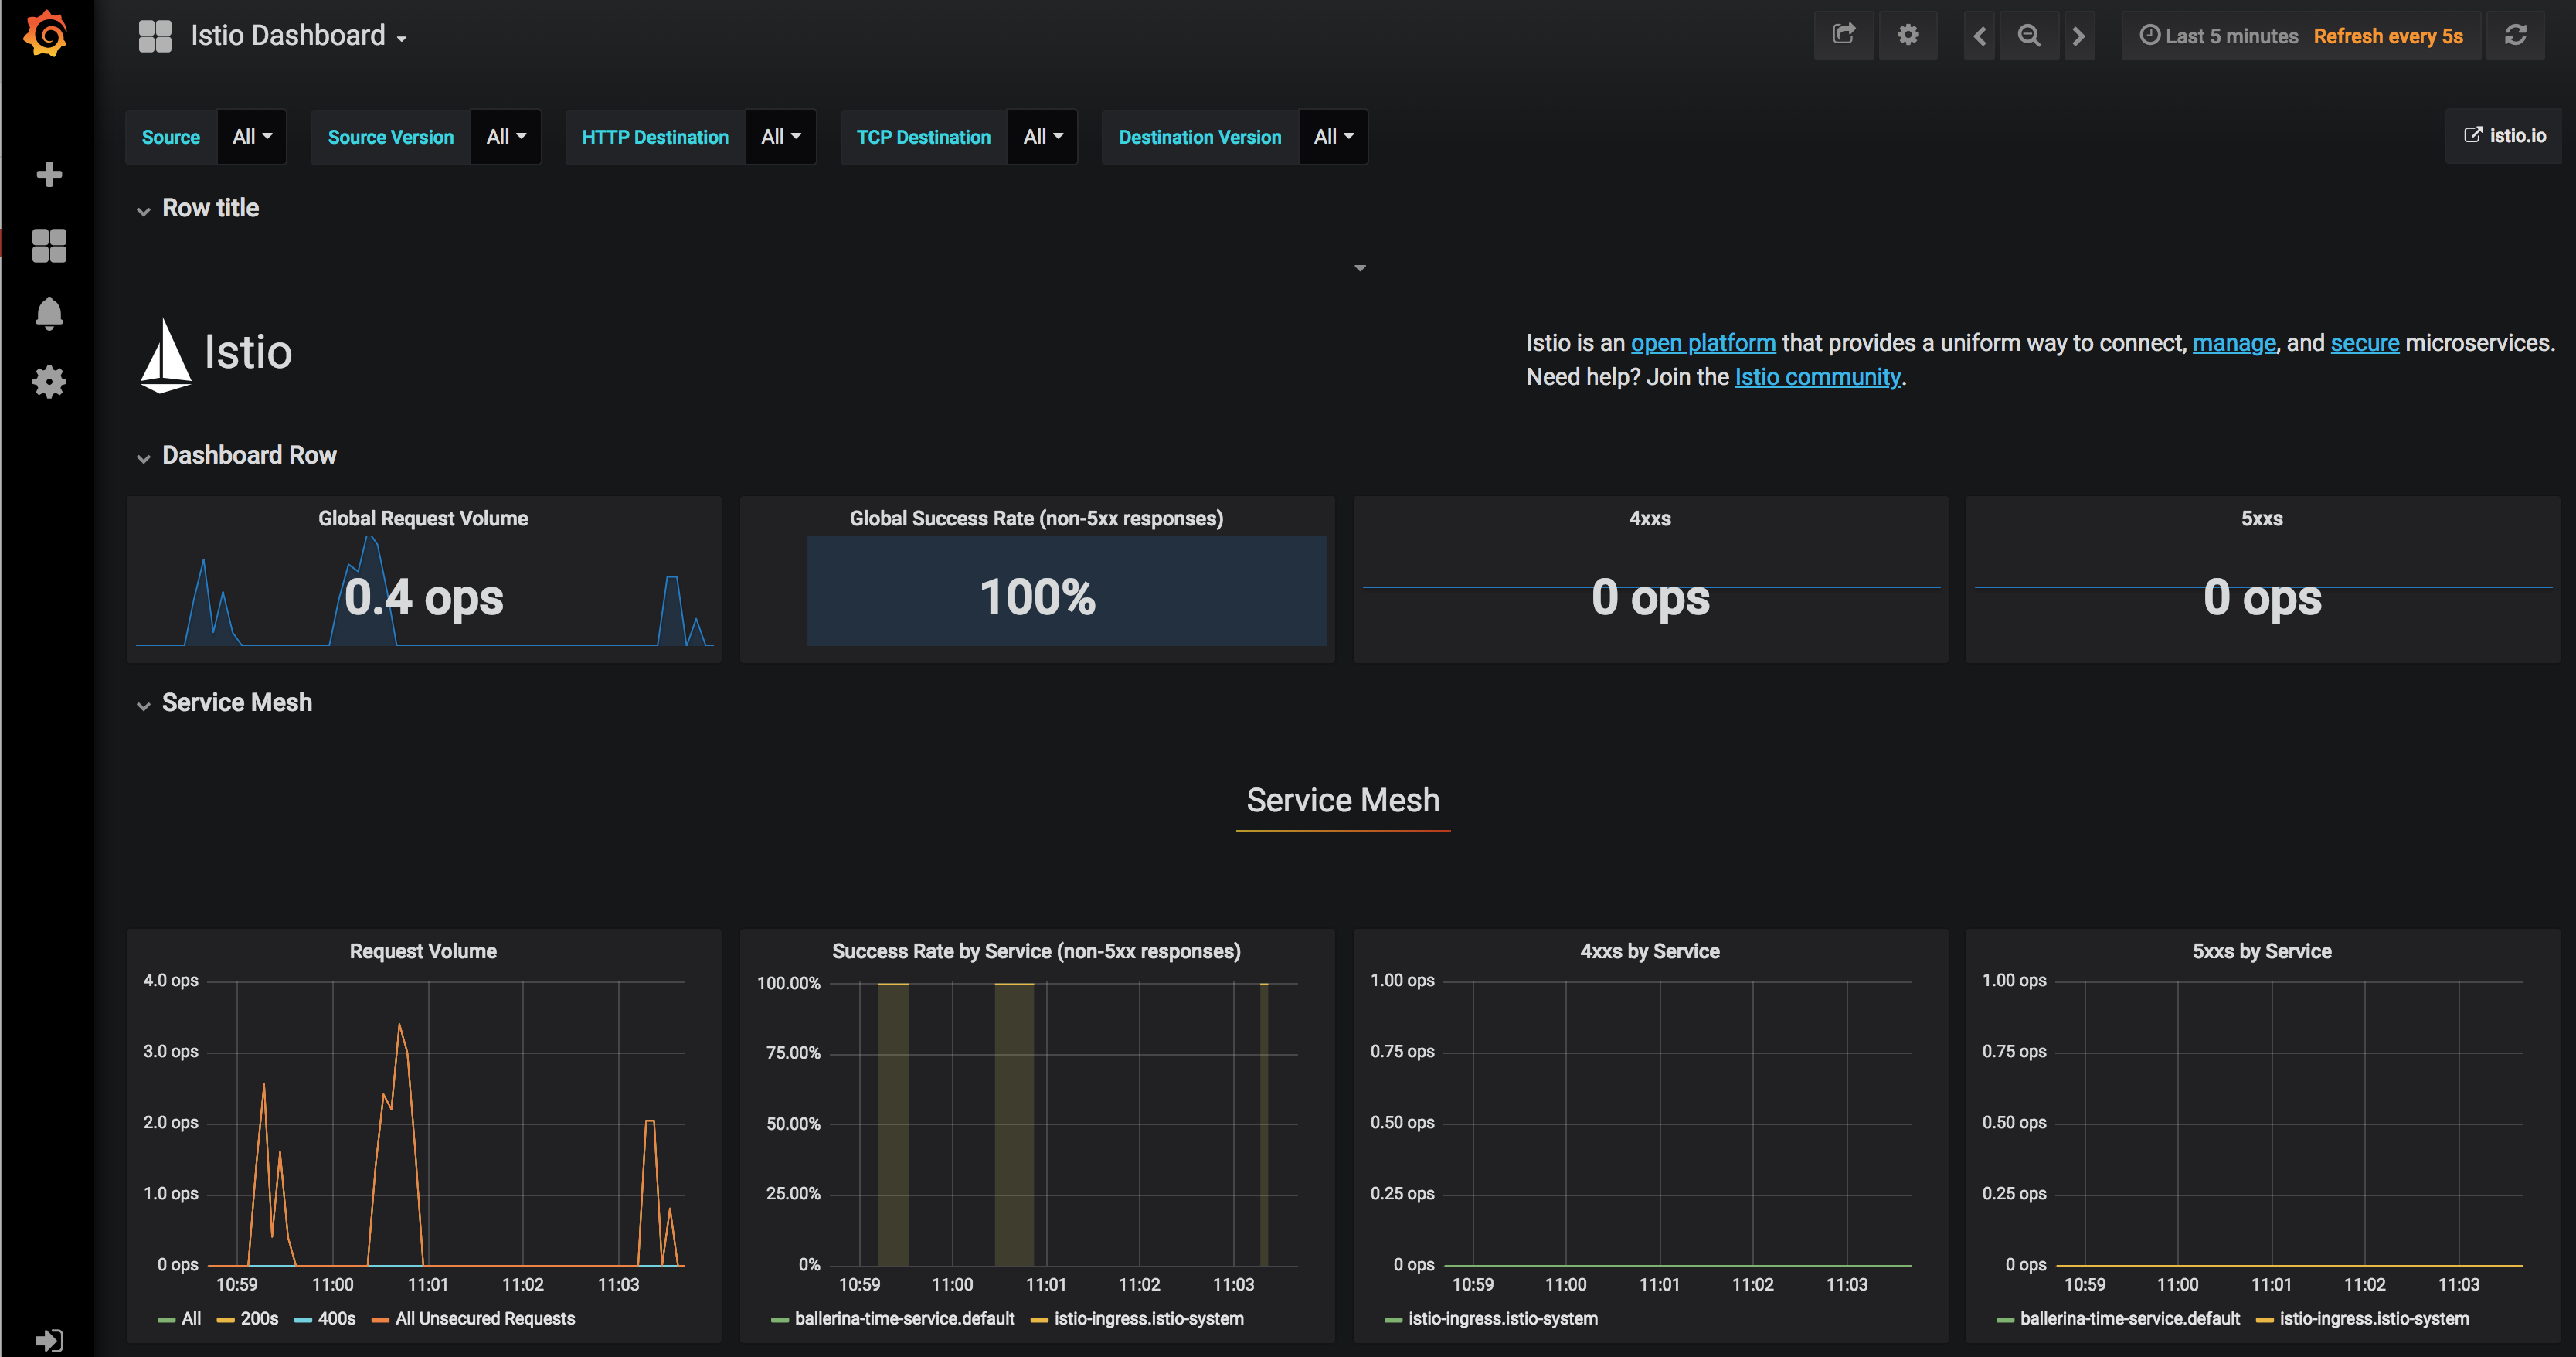 Istio Dashboard
Last 5 minutes Refresh every 5s
Source All Source Version All HTTP Destination All TCP Destination All Destination Version All istio.io
Row title
Istio
Istio is an open platform that provides a uniform way to connect, manage, and secure microservices.
Need help? Join the Istio community.
Dashboard Row
Global Request Volume
0.4 ops
Global Success Rate (non-5xx responses)
100%
4xxs
0 ops
5xxs
0 ops
Service Mesh
Service Mesh
Request Volume
4.0 ops
3.0 ops
2.0 ops
1.0 ops
0 ops
10:59 11:00 11:01 11:02 11:03
All 200s 400s All Unsecured Requests
Success Rate by Service (non-5xx responses)
100.00%
75.00%
50.00%
25.00%
0%
10:59 11:00 11:01 11:02 11:03
ballerina-time-service.default istio-ingress.istio-system
4xxs by Service
1.00 ops
0.75 ops
0.50 ops
0.25 ops
0 ops
10:59 11:00 11:01 11:02 11:03
istio-ingress.istio-system
5xxs by Service
1.00 ops
0.75 ops
0.50 ops
0.25 ops
0 ops
10:59 11:00 11:01 11:02 11:03
ballerina-time-service.default istio-ingress.istio-system